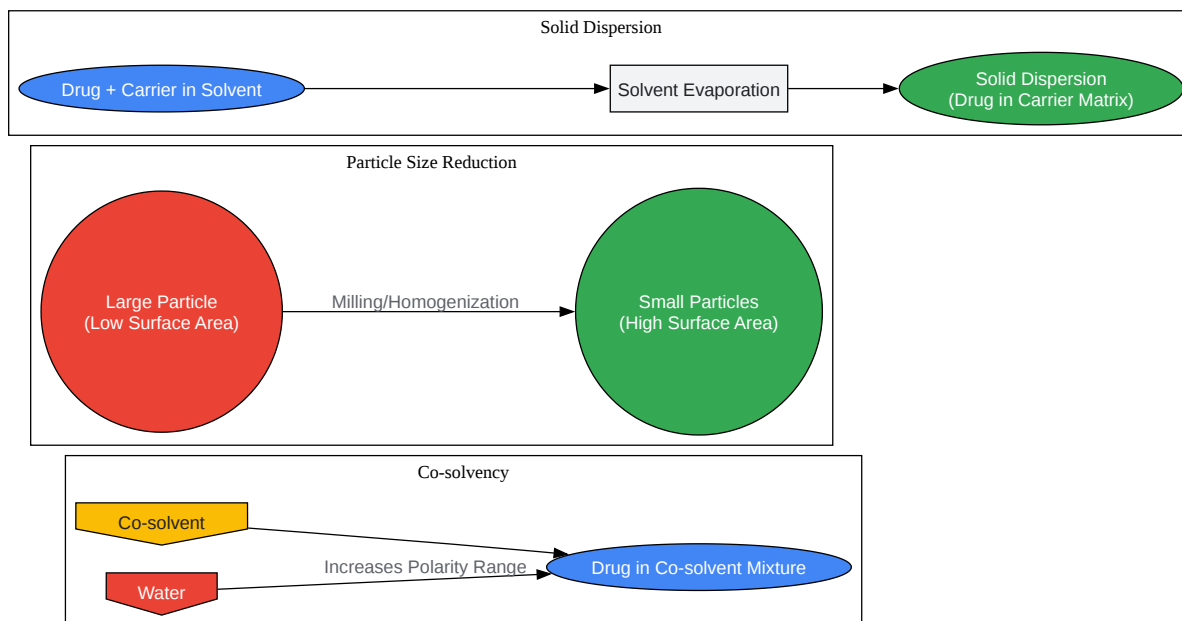 Solid Dispersion
Drug + Carrier in Solvent
Solvent Evaporation
Solid Dispersion
(Drug in Carrier Matrix)
Particle Size Reduction
Large Particle
(Low Surface Area)
Milling/Homogenization
Small Particles
(High Surface Area)
Co-solvency
Co-solvent
Water
Increases Polarity Range
Drug in Co-solvent Mixture